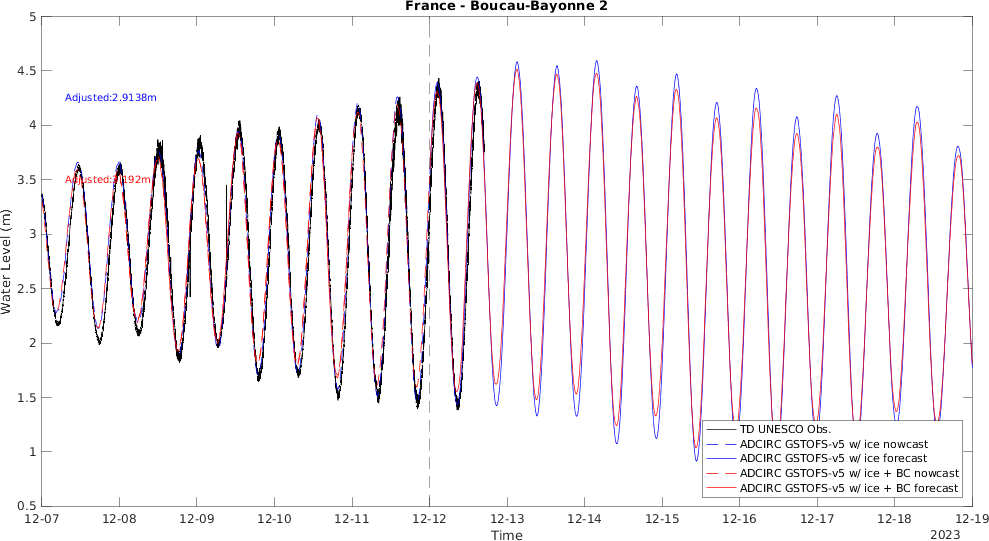 France - Boucau-Bayonne 2
5
4.5
4
3.5
3
2.5
2
1.5
1
0.5
Water Level (m)
Adjusted:2.9138m
TD UNESCO Obs.
ADCIRC GSTOFS-v5 w/ ice nowcast
ADCIRC GSTOFS-v5 w/ ice forecast
ADCIRC GSTOFS-v5 w/ ice + BC nowcast
ADCIRC GSTOFS-v5 w/ ice + BC forecast
12-07 12-08 12-09 12-10 12-11 12-12 12-13 12-14 12-15 12-16 12-17 12-18 12-19
Time
2023